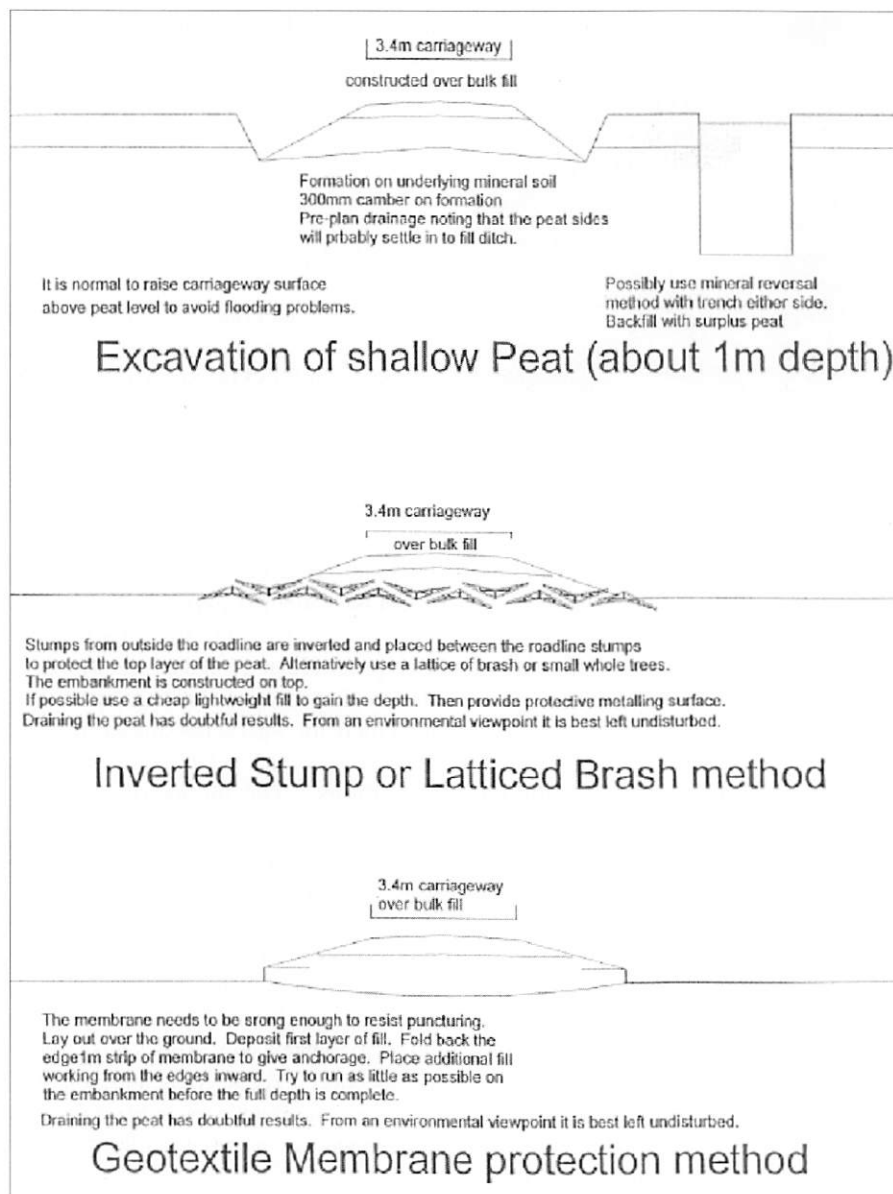 3.4m carriageway
constructed over bulk fill
Formation on underlying mineral soil
300mm camber on formation
Pre-plan drainage noting that the peat sides
will prbably settle in to fill ditch.
It is normal to raise carriageway surface
above peat level to avoid flooding problems.
Possibly use mineral reversal
method with trench either side.
Backfill with surplus peat
Excavation of shallow Peat (about 1m depth)
3.4m carriageway
over bulk fill
Stumps from outside the roadline are inverted and placed between the roadline stumps
to protect the top layer of the peat. Alternatively use a lattice of brash or small whole trees.
The embankment is constructed on top.
If possible use a cheap lightweight fill to gain the depth. Then provide protective metalling surface.
Draining the peat has doubtful results. From an environmental viewpoint it is best left undisturbed.
Inverted Stump or Latticed Brash method
3.4m carriageway
over bulk fill
The membrane needs to be srong enough to resist puncturing.
Lay out over the ground. Deposit first layer of fill. Fold back the
edge1m strip of membrane to give anchorage. Place additional fill
working from the edges inward. Try to run as little as possible on
the embankment before the full depth is complete.
Draining the peat has doubtful results. From an environmental viewpoint it is best left undisturbed.
Geotextile Membrane protection method